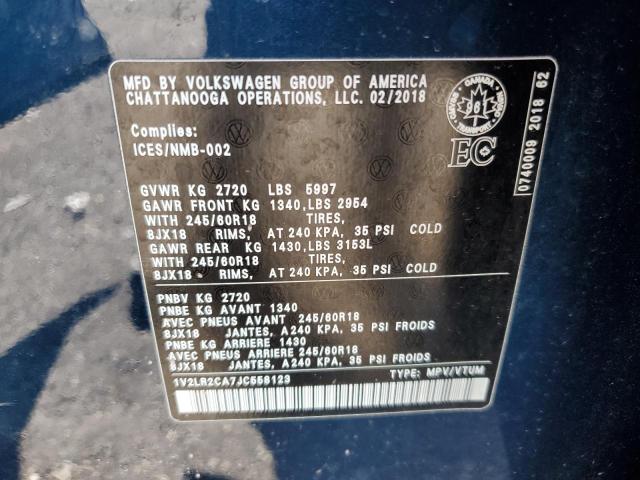 MFD BY VOLKSWAGEN GROUP OF AMERICA
CHATTANOOGA OPERATIONS, LLC. 02/2018
Complies:
ICES/NMB-002
CANADA
EC
0740009 2018 62
GVWR KG 2720 LBS 5997
GAWR FRONT KG 1340,LBS 2954
WITH 245/60R18 TIRES,
8JX18 RIMS, AT 240 KPA, 35 PSI COLD
GAWR REAR KG 1430,LBS 3153L
WITH 245/60R18 TIRES,
8JX18 RIMS, AT 240 KPA, 35 PSI COLD
PNBV KG 2720
PNBE KG AVANT 1340
AVEC PNEUS AVANT 245/60R18
8JX18 JANTES, A 240 KPA, 35 PSI FROIDS
PNBE KG ARRIERE 1430
AVEC PNEUS ARRIERE 245/60R18
8JX18 JANTES, A 240 KPA, 35 PSI FROIDS
1V2LR2CA7JC558123 TYPE: MPV/VTUM